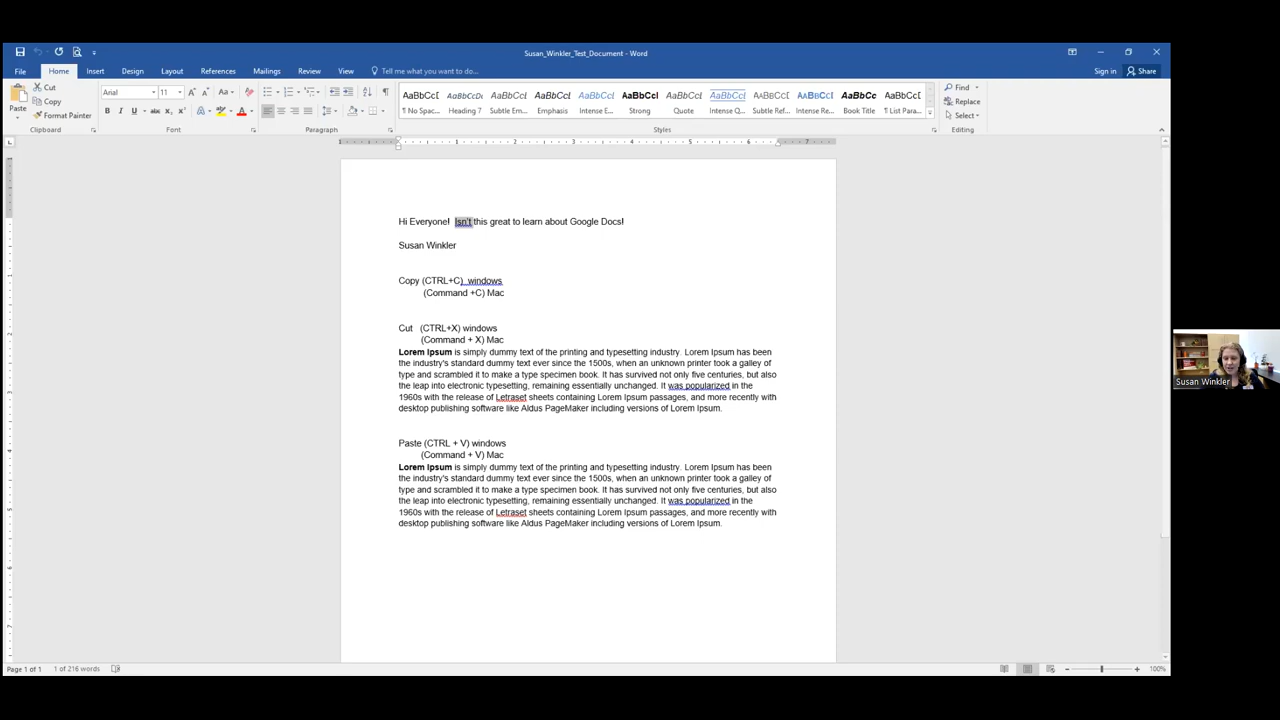 Susan_Winkler_Test_Document - Word
Sign in Share
File Home Insert Design Layout References Mailings Review View Tell me what you want to do...
Paste
Cut
Copy
Format Painter
Clipboard
Arial 11
Font
Paragraph
AaBbCcI AaBbCcDc AaBbCcI AaBbCcI AaBbCcI AaBbCcI AaBbCcI AaBbCcI AaBbCcI AaBbCcI AaBbCc AaBbCcI
¶ No Spac... Heading 7 Subtle Em... Emphasis Intense E... Strong Quote Intense Q... Subtle Ref... Intense Re... Book Title ¶ List Para...
Styles
Find
Replace
Select
Editing
1 2 3 4 5 6 7
Hi Everyone! Isn't this great to learn about Google Docs!
Susan Winkler
Copy (CTRL+C) windows
(Command +C) Mac
Cut (CTRL+X) windows
(Command + X) Mac
Lorem Ipsum is simply dummy text of the printing and typesetting industry. Lorem Ipsum has been
the industry's standard dummy text ever since the 1500s, when an unknown printer took a galley of
type and scrambled it to make a type specimen book. It has survived not only five centuries, but also
the leap into electronic typesetting, remaining essentially unchanged. It was popularized in the
1960s with the release of Letraset sheets containing Lorem Ipsum passages, and more recently with
desktop publishing software like Aldus PageMaker including versions of Lorem Ipsum.
Paste (CTRL + V) windows
(Command + V) Mac
Lorem Ipsum is simply dummy text of the printing and typesetting industry. Lorem Ipsum has been
the industry's standard dummy text ever since the 1500s, when an unknown printer took a galley of
type and scrambled it to make a type specimen book. It has survived not only five centuries, but also
the leap into electronic typesetting, remaining essentially unchanged. It was popularized in the
1960s with the release of Letraset sheets containing Lorem Ipsum passages, and more recently with
desktop publishing software like Aldus PageMaker including versions of Lorem Ipsum.
Susan Winkler
Page 1 of 1 1 of 216 words 100%